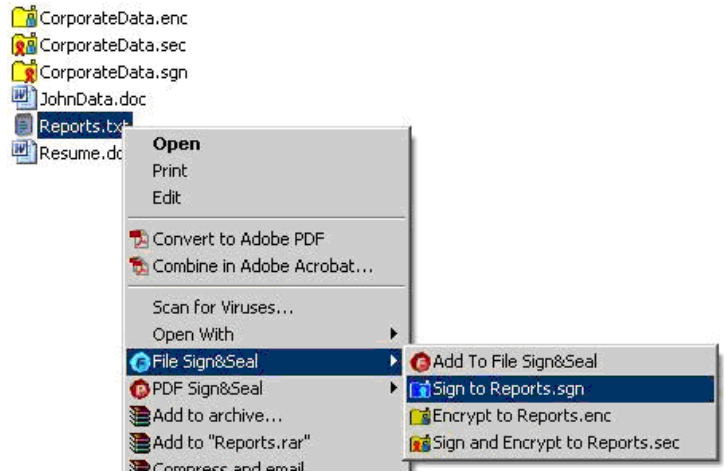 CorporateData.enc
CorporateData.sec
CorporateData.sgn
JohnData.doc
Reports.txt
Resume.do
Open
Print
Edit
Convert to Adobe PDF
Combine in Adobe Acrobat...
Scan for Viruses...
Open With
File Sign&Seal
PDF Sign&Seal
Add to archive...
Add to "Reports.rar"
Compress and email
Add To File Sign&Seal
Sign to Reports.sgn
Encrypt to Reports.enc
Sign and Encrypt to Reports.sec